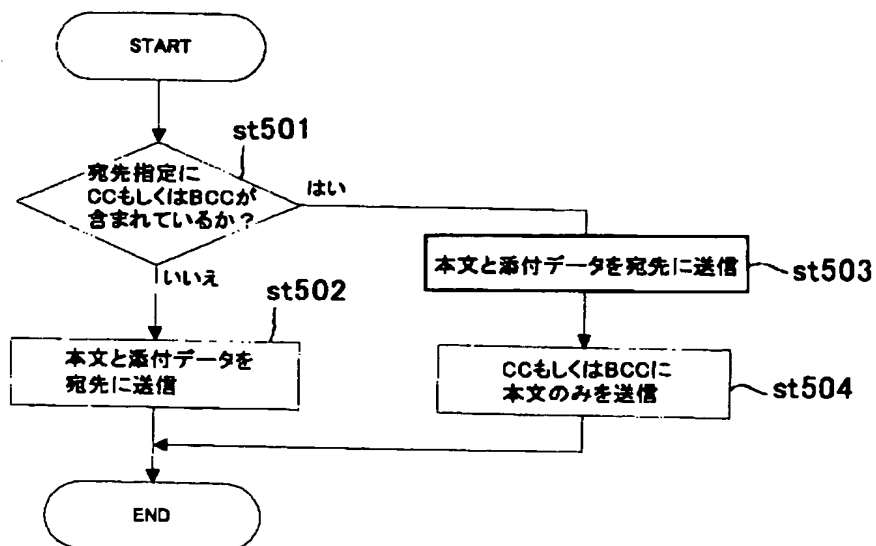 START
st501
宛先指定に
CCもしくはBCCが
含まれているか?
はい
いいえ
st502
本文と添付データを
宛先に送信
本文と添付データを宛先に送信
st503
CCもしくはBCCに
本文のみを送信
st504
END